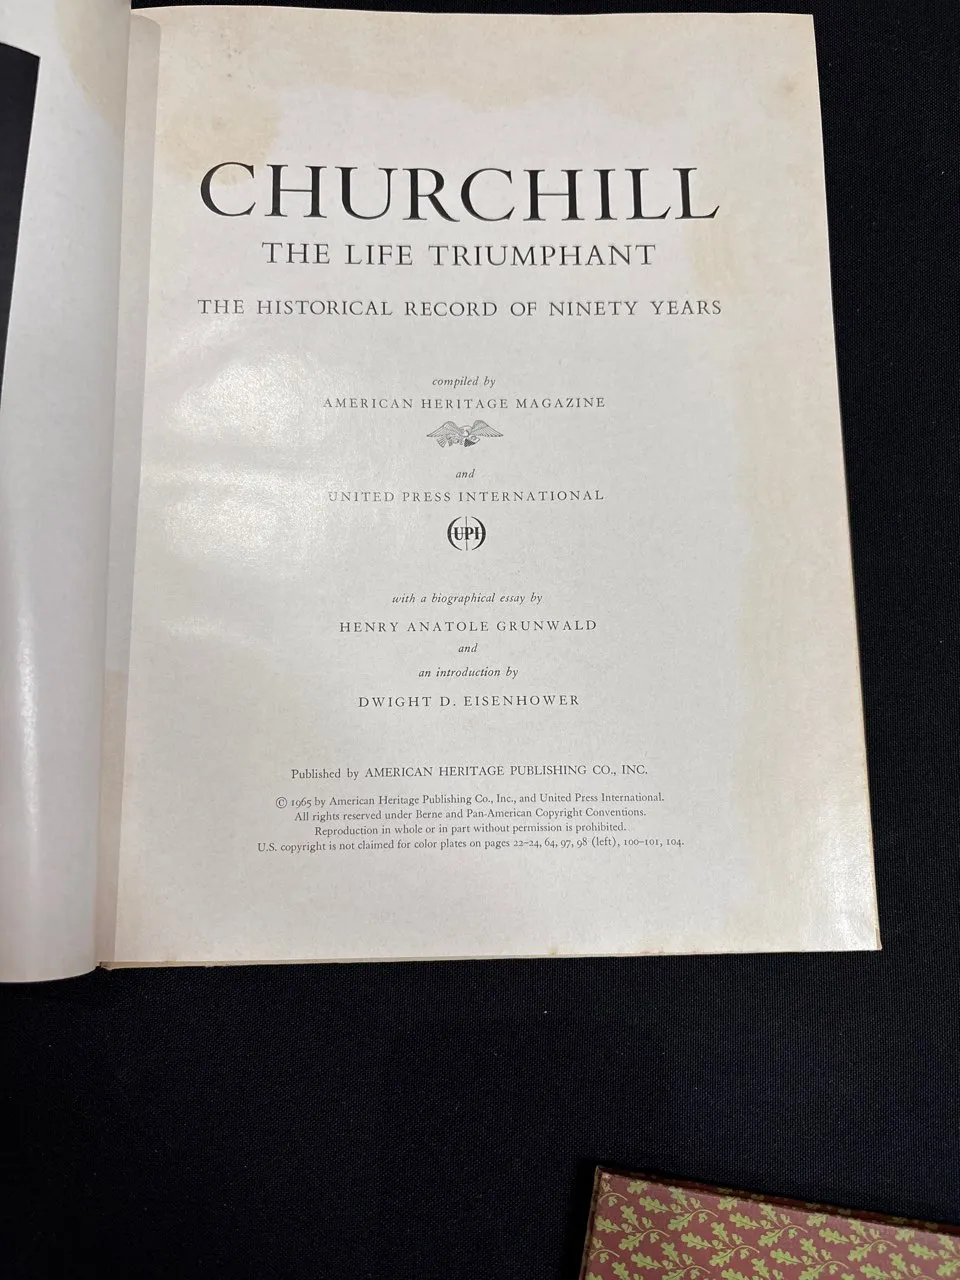 CHURCHILL
THE LIFE TRIUMPHANT
THE HISTORICAL RECORD OF NINETY YEARS
compiled by
AMERICAN HERITAGE MAGAZINE
and
UNITED PRESS INTERNATIONAL
UPI
with a biographical essay by
HENRY ANATOLE GRUNWALD
and
an introduction by
DWIGHT D. EISENHOWER
Published by AMERICAN HERITAGE PUBLISHING CO., INC.
© 1965 by American Heritage Publishing Co., Inc., and United Press International.
All rights reserved under Berne and Pan-American Copyright Conventions.
Reproduction in whole or in part without permission is prohibited.
U.S. copyright is not claimed for color plates on pages 22–24, 64, 97, 98 (left), 100–101, 104.